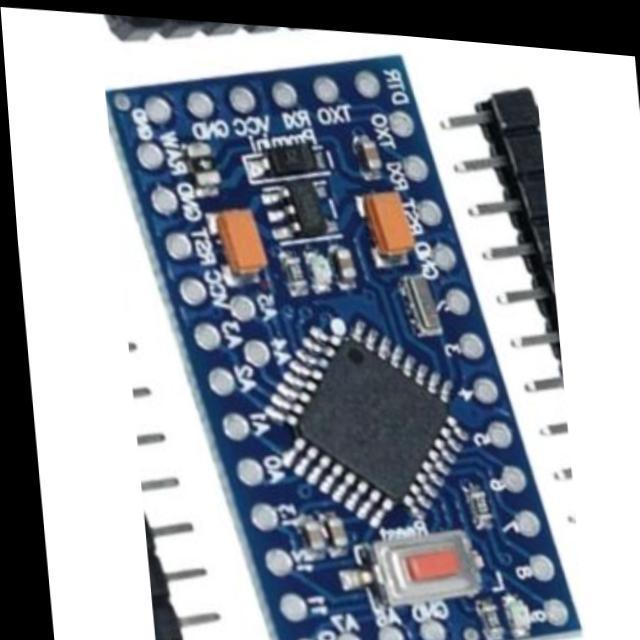 GND GND VCC RXI TXO DTR
RAW
GND
RST
VCC
A3
A2
A1
A0
13
12
11
A5
A4
TXO
RXI
RST
GND
2
3
4
5
6
7
8
9
Reset
A7 A6 GND